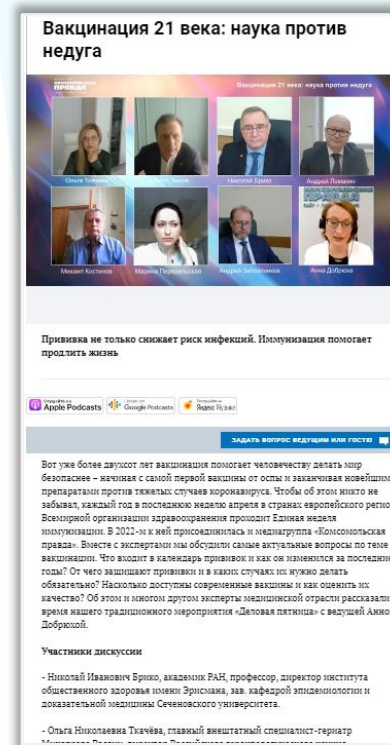 Вакцинация 21 века: наука против
недуга
КОМСОМОЛЬСКАЯ
ПРАВДА
Вакцинация 21 века: наука против недуга
Николай Брико
Андрей Ломакин
Михаил Костинов
Марина
Андрей
Анна Добрюха
Прививка не только снижает риск инфекций. Иммунизация помогает
продлить жизнь
Apple Podcasts
Google Podcasts
Яндекс Музыка
ЗАДАТЬ ВОПРОС ВЕДУЩИМ ИЛИ ГОСТЮ
Вот уже более двухсот лет вакцинация помогает человечеству делать мир
безопаснее – начиная с самой первой вакцины от оспы и заканчивая новейшим
препаратами против тяжелых случаев коронавируса. Чтобы об этом никто не
забывал, каждый год в последнюю неделю апреля в странах европейского регио
Всемирной организации здравоохранения проходит Единая неделя
иммунизации. В 2022-м к ней присоединилась и медиагруппа «Комсомольская
правда». Вместе с экспертами мы обсудили самые актуальные вопросы по теме
вакцинации. Что входит в календарь прививок и как он изменился за последние
годы? От чего защищают прививки и в каких случаях их нужно делать
обязательно? Насколько доступны современные вакцины и как оценить их
качество? Об этом и многом другом эксперты медицинской отрасли рассказали
время нашего традиционного мероприятия «Деловая пятница» с ведущей Анно
Добрюхой.
Участники дискуссии
- Николай Иванович Брико, академик РАН, профессор, директор института
общественного здоровья имени Эрисмана, зав. кафедрой эпидемиологии и
доказательной медицины Сеченовского университета.
- Ольга Николаевна Ткачёва, главный внештатный специалист-гериатр